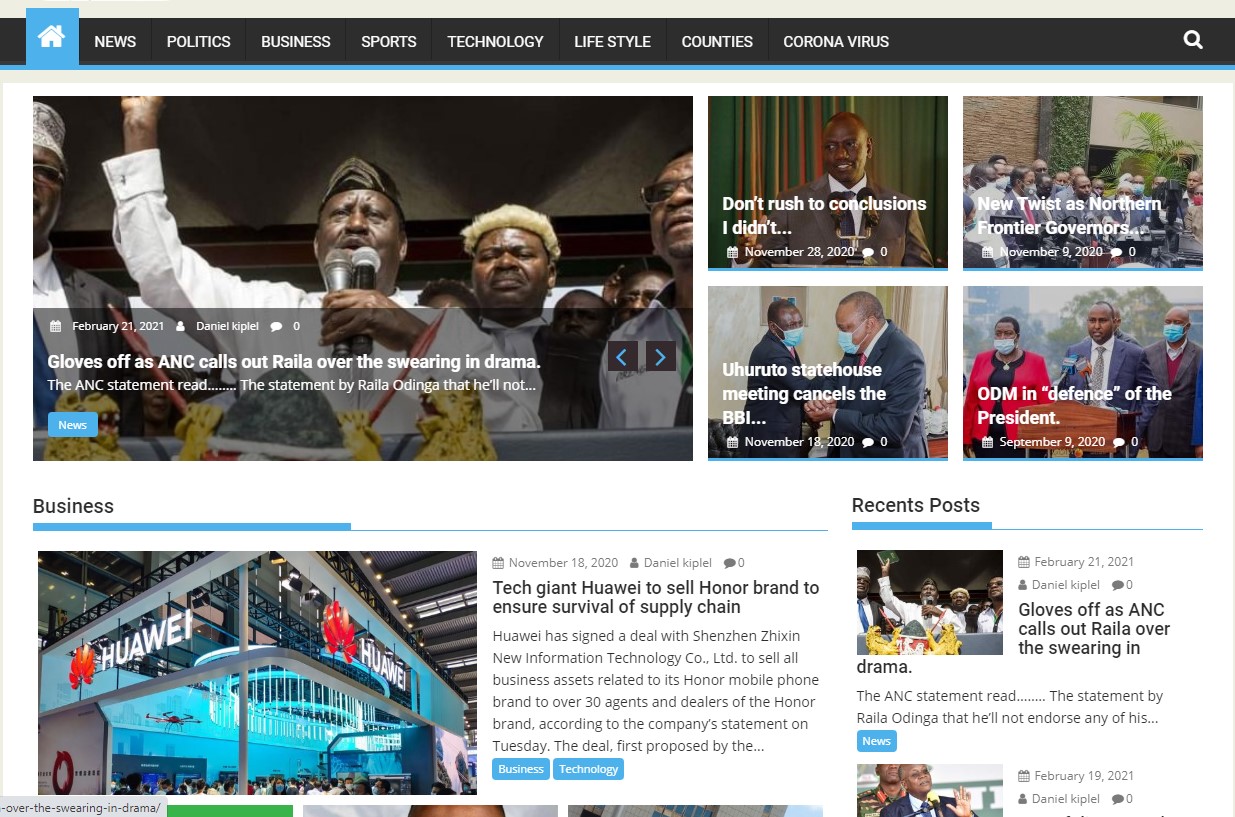 NEWS
POLITICS
BUSINESS
SPORTS
TECHNOLOGY
LIFE STYLE
COUNTIES
CORONA VIRUS
February 21, 2021 Daniel kiplel 0
Gloves off as ANC calls out Raila over the swearing in drama.
The ANC statement read........ The statement by Raila Odinga that he'll not...
News
Don't rush to conclusions
I didn't...
November 28, 2020 0
New Twist as Northern
Frontier Governors...
November 9, 2020 0
Uhuruto statehouse
meeting cancels the
BBI...
November 18, 2020 0
ODM in “defence” of the
President.
September 9, 2020 0
Business
HUAWEI
HUAWEI
November 18, 2020 Daniel kiplel 0
Tech giant Huawei to sell Honor brand to
ensure survival of supply chain
Huawei has signed a deal with Shenzhen Zhixin
New Information Technology Co., Ltd. to sell all
business assets related to its Honor mobile phone
brand to over 30 agents and dealers of the Honor
brand, according to the company's statement on
Tuesday. The deal, first proposed by the...
Business Technology
Recents Posts
February 21, 2021
Daniel kiplel 0
Gloves off as ANC
calls out Raila over
the swearing in
drama.
The ANC statement read........ The statement by
Raila Odinga that he'll not endorse any of his...
News
February 19, 2021
Daniel kiplel 0
-over-the-swearing-in-drama/